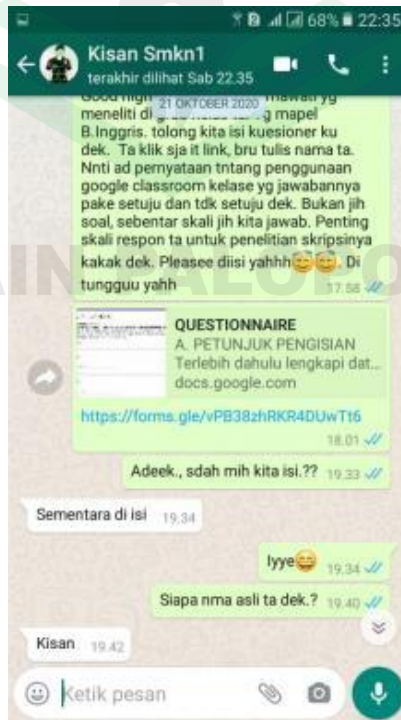 68% 22:35
Kisan Smkn1
terakhir dilihat Sab 22.35
21 OKTOBER 2020
yg
meneliti di mapel
B.Inggris. tolong kita isi kuesioner ku
dek. Ta klik sja it link, bru tulis nama ta.
Nnti ad pernyataan tntang penggunaan
google classroom kelase yg jawabannya
pake setuju dan tdk setuju dek. Bukan jih
soal, sebentar skali jih kita jawab. Penting
skali respon ta untuk penelitian skripsinya
kakak dek. Pleasee diisi yahhh😄😄. Di
tungguu yahh
17.58
QUESTIONNAIRE
A. PETUNJUK PENGISIAN
Terlebih dahulu lengkapi dat...
docs.google.com
https://forms.gle/vPB38zhRKR4DUwTt6
18.01
Adeek., sdah mih kita isi.?? 19.33
Sementara di isi 19.34
Iyye😄 19.34
Siapa nma asli ta dek.? 19.40
Kisan 19.42
Ketik pesan